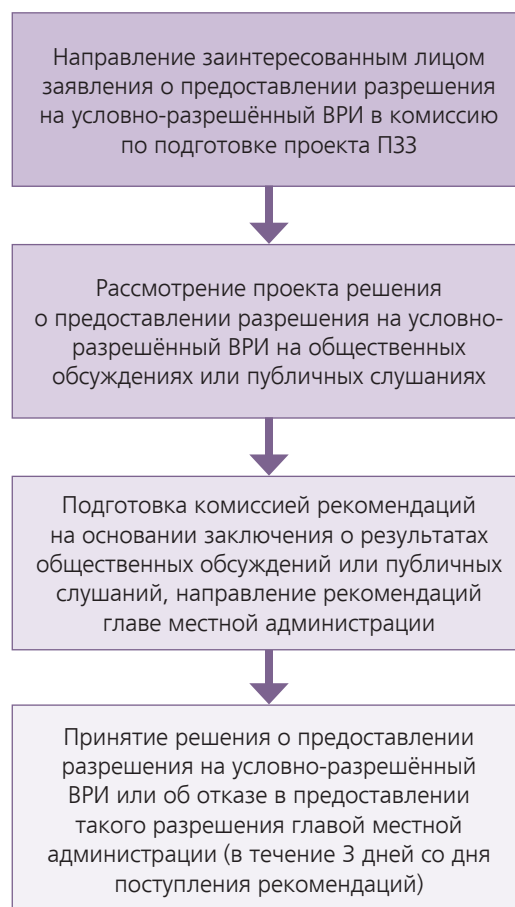 Направление заинтересованным лицом
заявления о предоставлении разрешения
на условно-разрешённый ВРИ в комиссию
по подготовке проекта ПЗЗ
Рассмотрение проекта решения
о предоставлении разрешения на условно-
разрешённый ВРИ на общественных
обсуждениях или публичных слушаниях
Подготовка комиссией рекомендаций
на основании заключения о результатах
общественных обсуждений или публичных
слушаний, направление рекомендаций
главе местной администрации
Принятие решения о предоставлении
разрешения на условно-разрешённый
ВРИ или об отказе в предоставлении
такого разрешения главой местной
администрации (в течение 3 дней со дня
поступления рекомендаций)